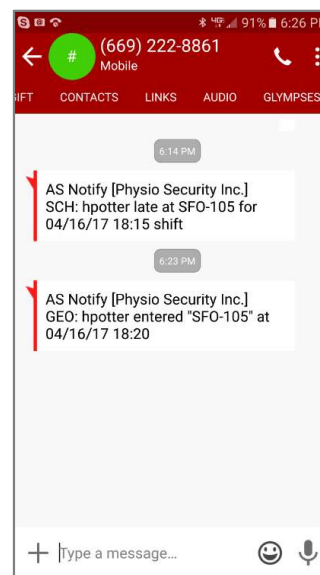 91% 6:26 PM
# (669) 222-8861
Mobile
IFT CONTACTS LINKS AUDIO GLYMPSES
6:14 PM
AS Notify [Physio Security Inc.]
SCH: hpotter late at SFO-105 for
04/16/17 18:15 shift
6:23 PM
AS Notify [Physio Security Inc.]
GEO: hpotter entered "SFO-105" at
04/16/17 18:20
Type a message...